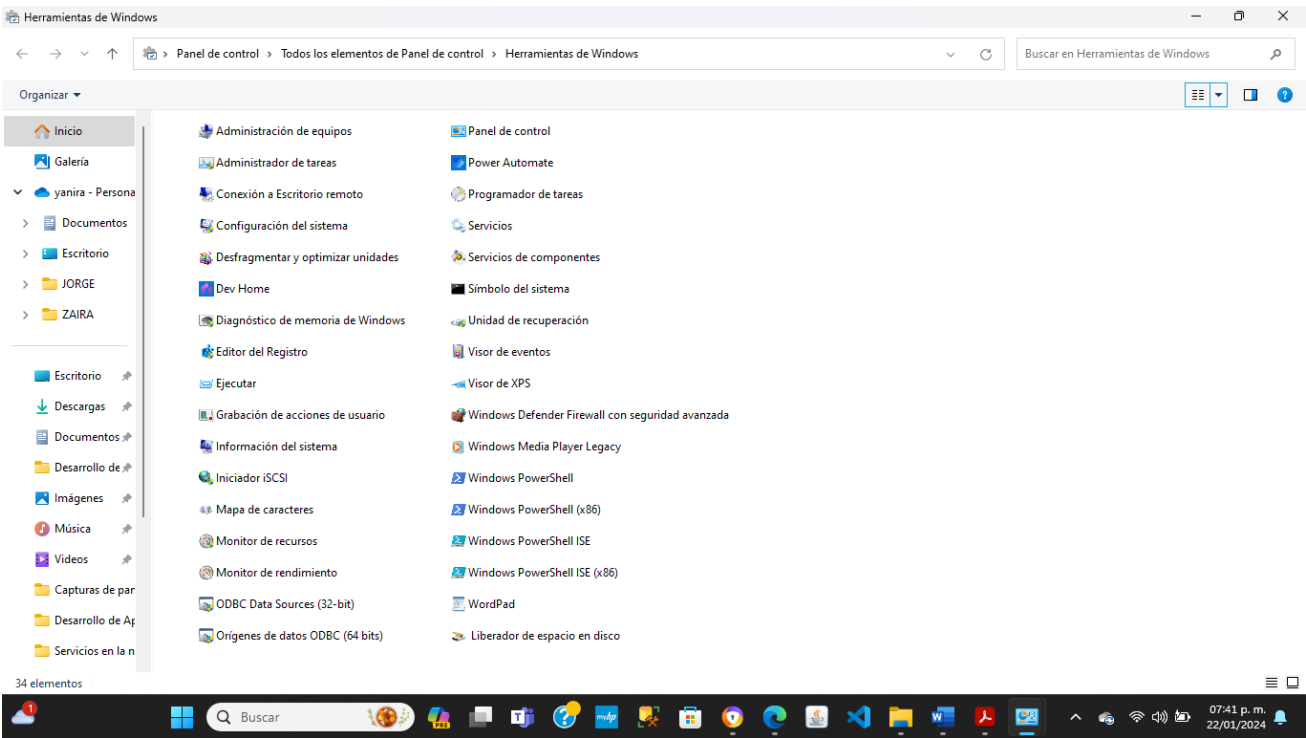 Herramientas de Windows
Panel de control > Todos los elementos de Panel de control > Herramientas de Windows
Buscar en Herramientas de Windows
Organizar
Inicio
Galería
yanira - Persona
Documentos
Escritorio
JORGE
ZAIRA
Escritorio
Descargas
Documentos
Desarrollo de
Imágenes
Música
Videos
Capturas de par
Desarrollo de Ap
Servicios en la n
Administración de equipos
Administrador de tareas
Conexión a Escritorio remoto
Configuración del sistema
Desfragmentar y optimizar unidades
Dev Home
Diagnóstico de memoria de Windows
Editor del Registro
Ejecutar
Grabación de acciones de usuario
Información del sistema
Iniciador iSCSI
Mapa de caracteres
Monitor de recursos
Monitor de rendimiento
ODBC Data Sources (32-bit)
Orígenes de datos ODBC (64 bits)
Panel de control
Power Automate
Programador de tareas
Servicios
Servicios de componentes
Símbolo del sistema
Unidad de recuperación
Visor de eventos
Visor de XPS
Windows Defender Firewall con seguridad avanzada
Windows Media Player Legacy
Windows PowerShell
Windows PowerShell (x86)
Windows PowerShell ISE
Windows PowerShell ISE (x86)
WordPad
Liberador de espacio en disco
34 elementos
1
Buscar
PRE
myhp
07:41 p. m.
22/01/2024